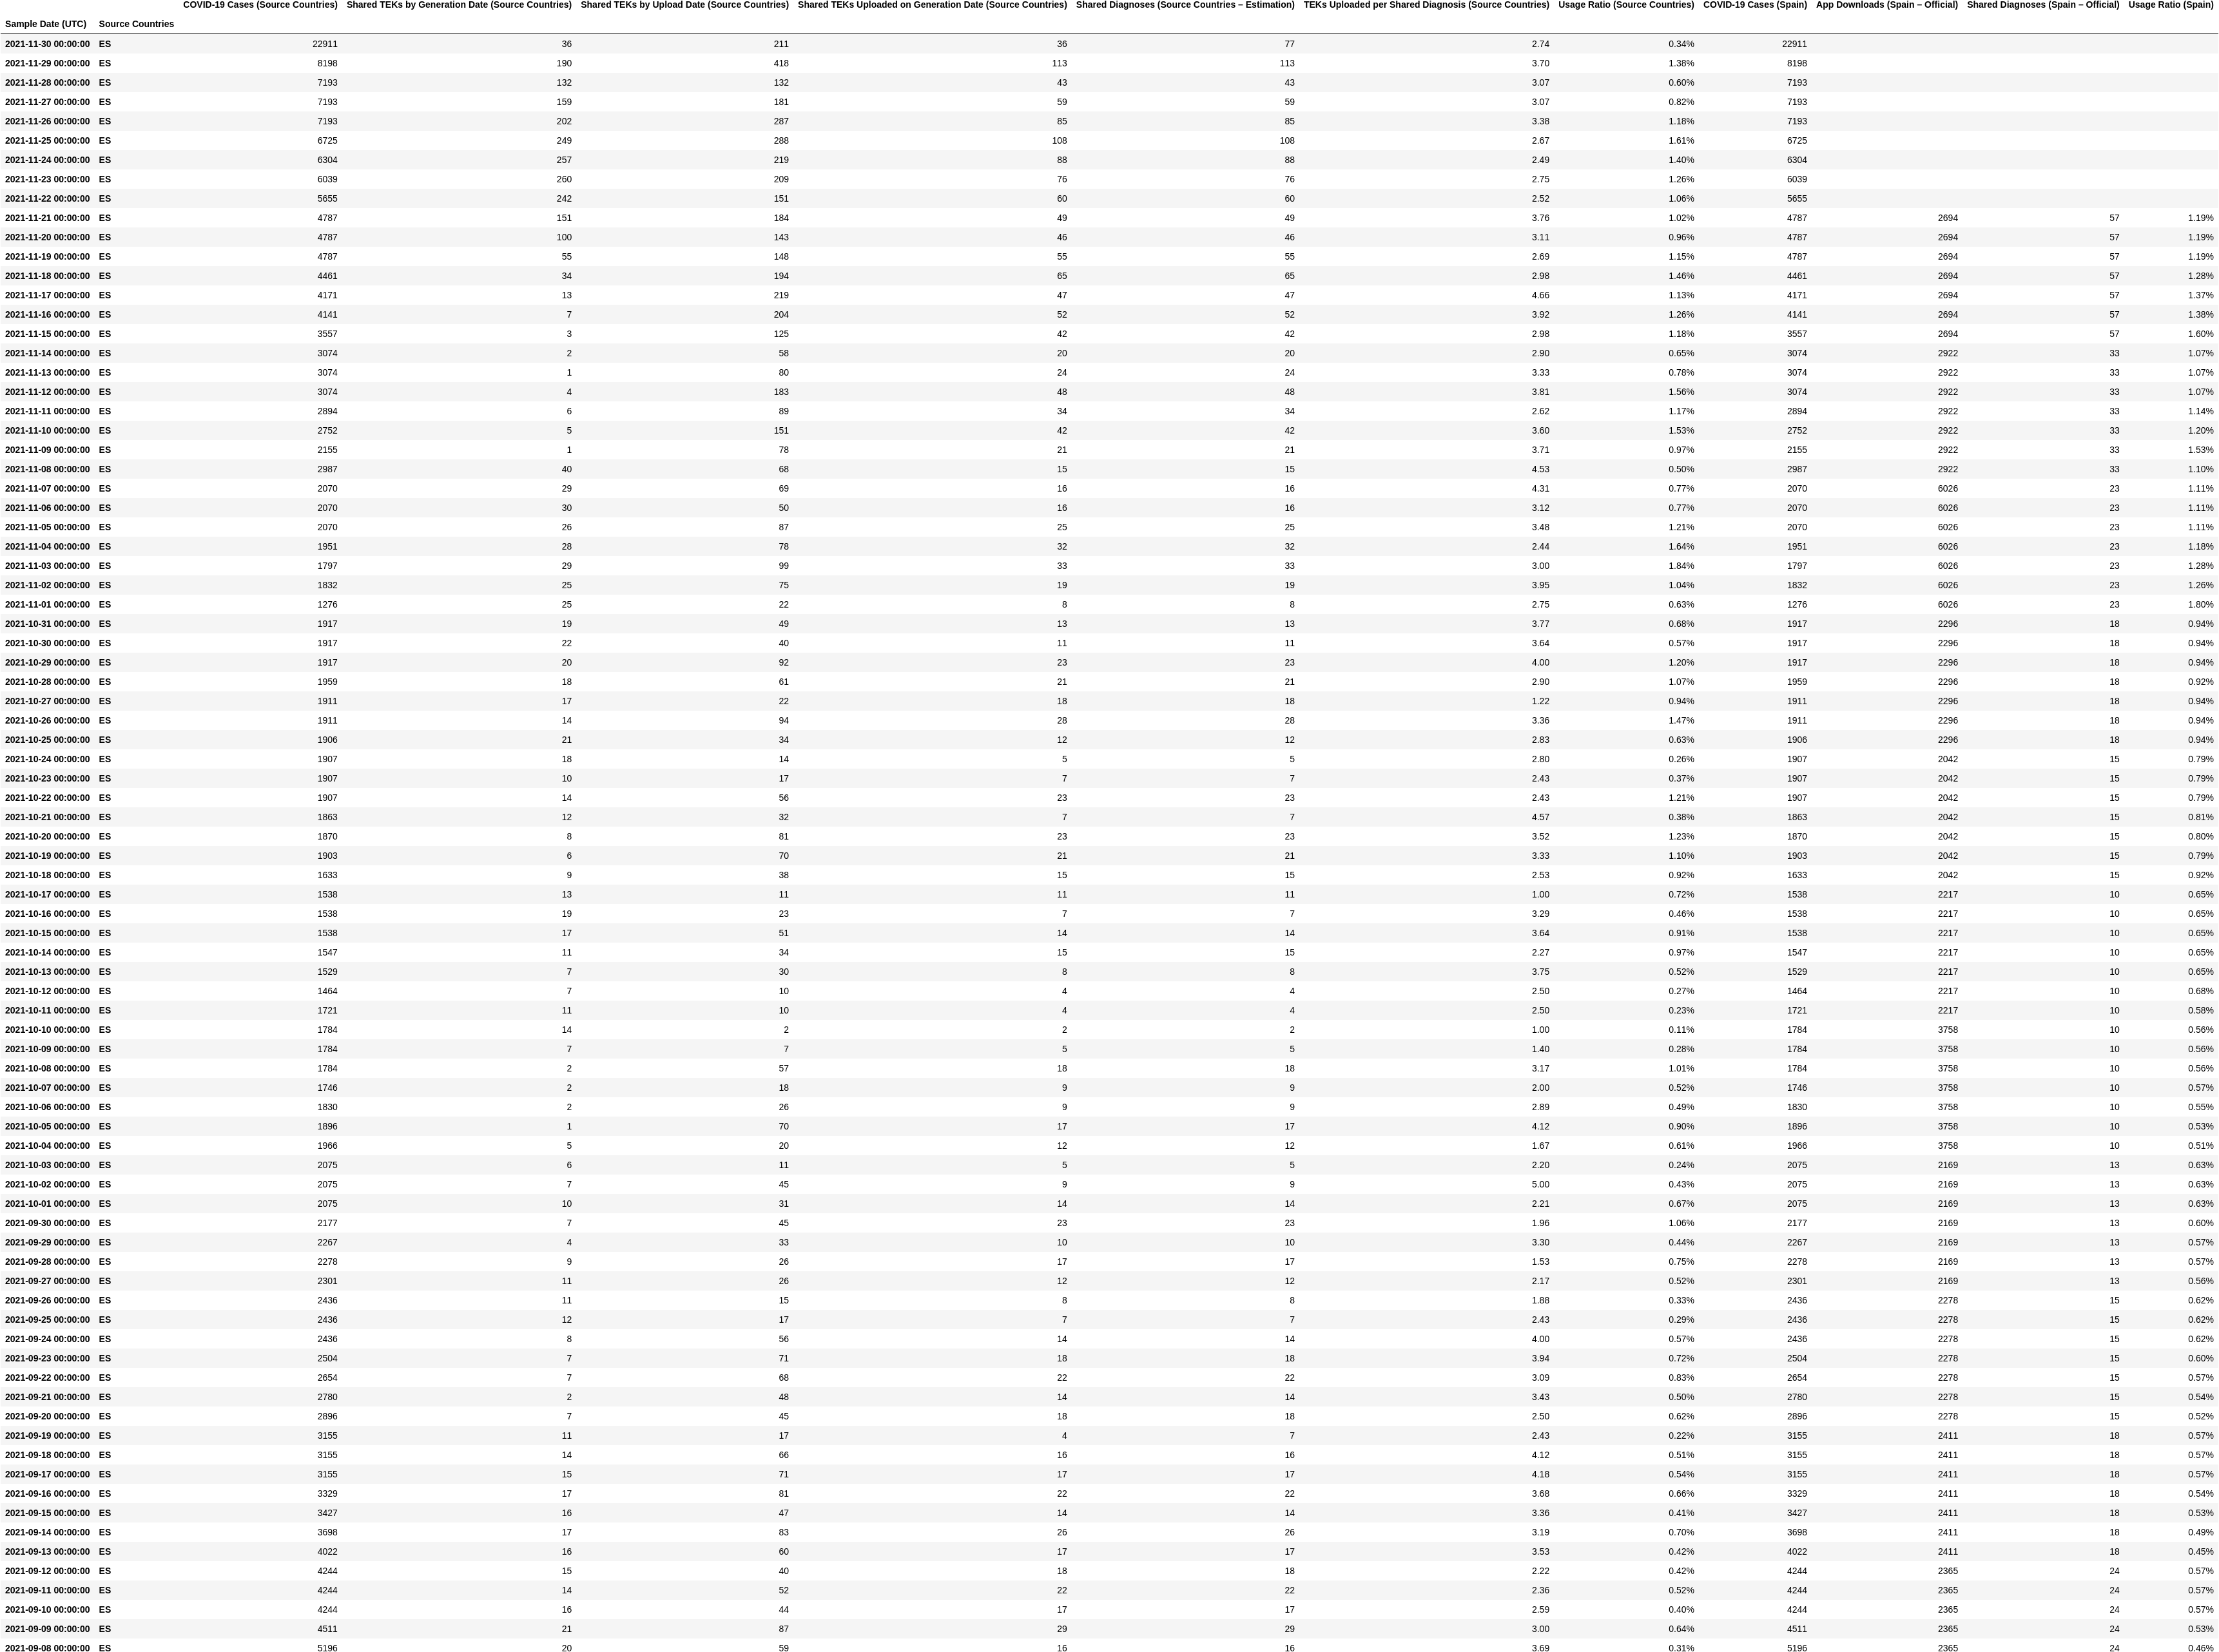 COVID-19 Cases (Source Countries) Shared TEKs by Generation Date (Source Countries) Shared TEKs by Upload Date (Source Countries) Shared TEKs Uploaded on Generation Date (Source Countries) Shared Diagnoses (Source Countries – Estimation) TEKs Uploaded per Shared Diagnosis (Source Countries) Usage Ratio (Source Countries) COVID-19 Cases (Spain) App Downloads (Spain – Official) Shared Diagnoses (Spain – Official) Usage Ratio (Spain)
Sample Date (UTC) Source Countries
2021-11-30 00:00:00 ES 22911 36 211 36 77 2.74 0.34% 22911
2021-11-29 00:00:00 ES 8198 190 418 113 113 3.70 1.38% 8198
2021-11-28 00:00:00 ES 7193 132 132 43 43 3.07 0.60% 7193
2021-11-27 00:00:00 ES 7193 159 181 59 59 3.07 0.82% 7193
2021-11-26 00:00:00 ES 7193 202 287 85 85 3.38 1.18% 7193
2021-11-25 00:00:00 ES 6725 249 288 108 108 2.67 1.61% 6725
2021-11-24 00:00:00 ES 6304 257 219 88 88 2.49 1.40% 6304
2021-11-23 00:00:00 ES 6039 260 209 76 76 2.75 1.26% 6039
2021-11-22 00:00:00 ES 5655 242 151 60 60 2.52 1.06% 5655
2021-11-21 00:00:00 ES 4787 151 184 49 49 3.76 1.02% 4787 2694 57 1.19%
2021-11-20 00:00:00 ES 4787 100 143 46 46 3.11 0.96% 4787 2694 57 1.19%
2021-11-19 00:00:00 ES 4787 55 148 55 55 2.69 1.15% 4787 2694 57 1.19%
2021-11-18 00:00:00 ES 4461 34 194 65 65 2.98 1.46% 4461 2694 57 1.28%
2021-11-17 00:00:00 ES 4171 13 219 47 47 4.66 1.13% 4171 2694 57 1.37%
2021-11-16 00:00:00 ES 4141 7 204 52 52 3.92 1.26% 4141 2694 57 1.38%
2021-11-15 00:00:00 ES 3557 3 125 42 42 2.98 1.18% 3557 2694 57 1.60%
2021-11-14 00:00:00 ES 3074 2 58 20 20 2.90 0.65% 3074 2922 33 1.07%
2021-11-13 00:00:00 ES 3074 1 80 24 24 3.33 0.78% 3074 2922 33 1.07%
2021-11-12 00:00:00 ES 3074 4 183 48 48 3.81 1.56% 3074 2922 33 1.07%
2021-11-11 00:00:00 ES 2894 6 89 34 34 2.62 1.17% 2894 2922 33 1.14%
2021-11-10 00:00:00 ES 2752 5 151 42 42 3.60 1.53% 2752 2922 33 1.20%
2021-11-09 00:00:00 ES 2155 1 78 21 21 3.71 0.97% 2155 2922 33 1.53%
2021-11-08 00:00:00 ES 2987 40 68 15 15 4.53 0.50% 2987 2922 33 1.10%
2021-11-07 00:00:00 ES 2070 29 69 16 16 4.31 0.77% 2070 6026 23 1.11%
2021-11-06 00:00:00 ES 2070 30 50 16 16 3.12 0.77% 2070 6026 23 1.11%
2021-11-05 00:00:00 ES 2070 26 87 25 25 3.48 1.21% 2070 6026 23 1.11%
2021-11-04 00:00:00 ES 1951 28 78 32 32 2.44 1.64% 1951 6026 23 1.18%
2021-11-03 00:00:00 ES 1797 29 99 33 33 3.00 1.84% 1797 6026 23 1.28%
2021-11-02 00:00:00 ES 1832 25 75 19 19 3.95 1.04% 1832 6026 23 1.26%
2021-11-01 00:00:00 ES 1276 25 22 8 8 2.75 0.63% 1276 6026 23 1.80%
2021-10-31 00:00:00 ES 1917 19 49 13 13 3.77 0.68% 1917 2296 18 0.94%
2021-10-30 00:00:00 ES 1917 22 40 11 11 3.64 0.57% 1917 2296 18 0.94%
2021-10-29 00:00:00 ES 1917 20 92 23 23 4.00 1.20% 1917 2296 18 0.94%
2021-10-28 00:00:00 ES 1959 18 61 21 21 2.90 1.07% 1959 2296 18 0.92%
2021-10-27 00:00:00 ES 1911 17 22 18 18 1.22 0.94% 1911 2296 18 0.94%
2021-10-26 00:00:00 ES 1911 14 94 28 28 3.36 1.47% 1911 2296 18 0.94%
2021-10-25 00:00:00 ES 1906 21 34 12 12 2.83 0.63% 1906 2296 18 0.94%
2021-10-24 00:00:00 ES 1907 18 14 5 5 2.80 0.26% 1907 2042 15 0.79%
2021-10-23 00:00:00 ES 1907 10 17 7 7 2.43 0.37% 1907 2042 15 0.79%
2021-10-22 00:00:00 ES 1907 14 56 23 23 2.43 1.21% 1907 2042 15 0.79%
2021-10-21 00:00:00 ES 1863 12 32 7 7 4.57 0.38% 1863 2042 15 0.81%
2021-10-20 00:00:00 ES 1870 8 81 23 23 3.52 1.23% 1870 2042 15 0.80%
2021-10-19 00:00:00 ES 1903 6 70 21 21 3.33 1.10% 1903 2042 15 0.79%
2021-10-18 00:00:00 ES 1633 9 38 15 15 2.53 0.92% 1633 2042 15 0.92%
2021-10-17 00:00:00 ES 1538 13 11 11 11 1.00 0.72% 1538 2217 10 0.65%
2021-10-16 00:00:00 ES 1538 19 23 7 7 3.29 0.46% 1538 2217 10 0.65%
2021-10-15 00:00:00 ES 1538 17 51 14 14 3.64 0.91% 1538 2217 10 0.65%
2021-10-14 00:00:00 ES 1547 11 34 15 15 2.27 0.97% 1547 2217 10 0.65%
2021-10-13 00:00:00 ES 1529 7 30 8 8 3.75 0.52% 1529 2217 10 0.65%
2021-10-12 00:00:00 ES 1464 7 10 4 4 2.50 0.27% 1464 2217 10 0.68%
2021-10-11 00:00:00 ES 1721 11 10 4 4 2.50 0.23% 1721 2217 10 0.58%
2021-10-10 00:00:00 ES 1784 14 2 2 2 1.00 0.11% 1784 3758 10 0.56%
2021-10-09 00:00:00 ES 1784 7 7 5 5 1.40 0.28% 1784 3758 10 0.56%
2021-10-08 00:00:00 ES 1784 2 57 18 18 3.17 1.01% 1784 3758 10 0.56%
2021-10-07 00:00:00 ES 1746 2 18 9 9 2.00 0.52% 1746 3758 10 0.57%
2021-10-06 00:00:00 ES 1830 2 26 9 9 2.89 0.49% 1830 3758 10 0.55%
2021-10-05 00:00:00 ES 1896 1 70 17 17 4.12 0.90% 1896 3758 10 0.53%
2021-10-04 00:00:00 ES 1966 5 20 12 12 1.67 0.61% 1966 3758 10 0.51%
2021-10-03 00:00:00 ES 2075 6 11 5 5 2.20 0.24% 2075 2169 13 0.63%
2021-10-02 00:00:00 ES 2075 7 45 9 9 5.00 0.43% 2075 2169 13 0.63%
2021-10-01 00:00:00 ES 2075 10 31 14 14 2.21 0.67% 2075 2169 13 0.63%
2021-09-30 00:00:00 ES 2177 7 45 23 23 1.96 1.06% 2177 2169 13 0.60%
2021-09-29 00:00:00 ES 2267 4 33 10 10 3.30 0.44% 2267 2169 13 0.57%
2021-09-28 00:00:00 ES 2278 9 26 17 17 1.53 0.75% 2278 2169 13 0.57%
2021-09-27 00:00:00 ES 2301 11 26 12 12 2.17 0.52% 2301 2169 13 0.56%
2021-09-26 00:00:00 ES 2436 11 15 8 8 1.88 0.33% 2436 2278 15 0.62%
2021-09-25 00:00:00 ES 2436 12 17 7 7 2.43 0.29% 2436 2278 15 0.62%
2021-09-24 00:00:00 ES 2436 8 56 14 14 4.00 0.57% 2436 2278 15 0.62%
2021-09-23 00:00:00 ES 2504 7 71 18 18 3.94 0.72% 2504 2278 15 0.60%
2021-09-22 00:00:00 ES 2654 7 68 22 22 3.09 0.83% 2654 2278 15 0.57%
2021-09-21 00:00:00 ES 2780 2 48 14 14 3.43 0.50% 2780 2278 15 0.54%
2021-09-20 00:00:00 ES 2896 7 45 18 18 2.50 0.62% 2896 2278 15 0.52%
2021-09-19 00:00:00 ES 3155 11 17 4 7 2.43 0.22% 3155 2411 18 0.57%
2021-09-18 00:00:00 ES 3155 14 66 16 16 4.12 0.51% 3155 2411 18 0.57%
2021-09-17 00:00:00 ES 3155 15 71 17 17 4.18 0.54% 3155 2411 18 0.57%
2021-09-16 00:00:00 ES 3329 17 81 22 22 3.68 0.66% 3329 2411 18 0.54%
2021-09-15 00:00:00 ES 3427 16 47 14 14 3.36 0.41% 3427 2411 18 0.53%
2021-09-14 00:00:00 ES 3698 17 83 26 26 3.19 0.70% 3698 2411 18 0.49%
2021-09-13 00:00:00 ES 4022 16 60 17 17 3.53 0.42% 4022 2411 18 0.45%
2021-09-12 00:00:00 ES 4244 15 40 18 18 2.22 0.42% 4244 2365 24 0.57%
2021-09-11 00:00:00 ES 4244 14 52 22 22 2.36 0.52% 4244 2365 24 0.57%
2021-09-10 00:00:00 ES 4244 16 44 17 17 2.59 0.40% 4244 2365 24 0.57%
2021-09-09 00:00:00 ES 4511 21 87 29 29 3.00 0.64% 4511 2365 24 0.53%
2021-09-08 00:00:00 ES 5196 20 59 16 16 3.69 0.31% 5196 2365 24 0.46%